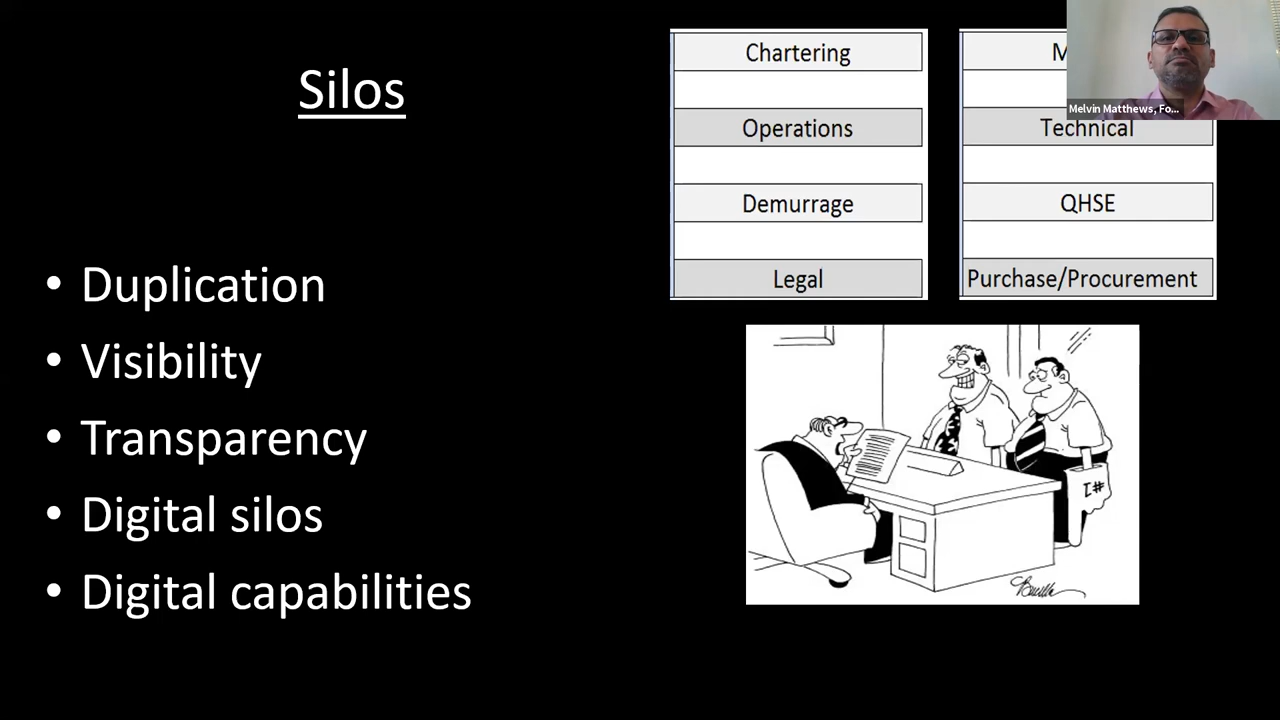 Silos
• Duplication
• Visibility
• Transparency
• Digital silos
• Digital capabilities
Chartering
Operations
Demurrage
Legal
M
Technical
QHSE
Purchase/Procurement
Melvin Matthews, Fo...